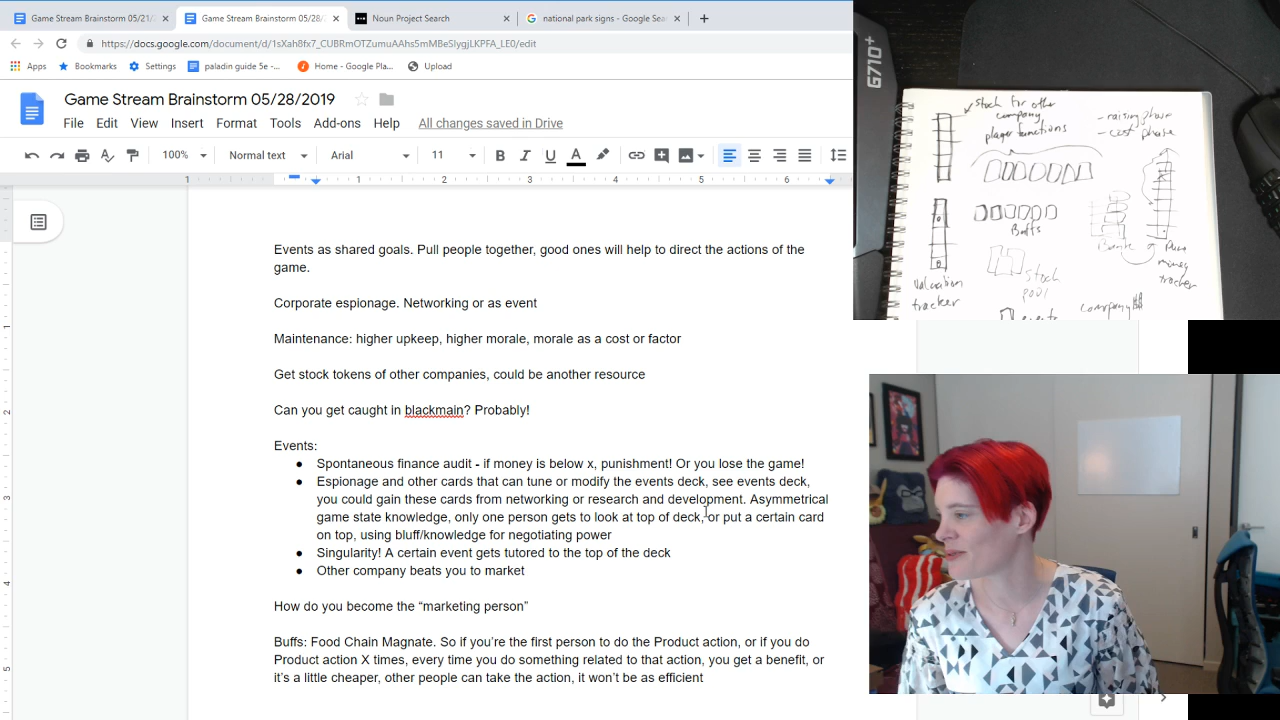 Game Stream Brainstorm 05/21/
Game Stream Brainstorm 05/28/
Noun Project Search
national park signs - Google Sea
https://docs.google.com/document/d/1sXah8fx7_CUBRmOTZumuAAhs5mMBeSlygjLKPFA_LE0/edit
Apps
Bookmarks
Settings
paladin guide 5e -...
Home - Google Pla...
Upload
Game Stream Brainstorm 05/28/2019
File Edit View Insert Format Tools Add-ons Help All changes saved in Drive
100% Normal text Arial 11 B I U A
1 1 2 3 4 5 6
Events as shared goals. Pull people together, good ones will help to direct the actions of the
game.
Corporate espionage. Networking or as event
Maintenance: higher upkeep, higher morale, morale as a cost or factor
Get stock tokens of other companies, could be another resource
Can you get caught in blackmain? Probably!
Events:
● Spontaneous finance audit - if money is below x, punishment! Or you lose the game!
● Espionage and other cards that can tune or modify the events deck, see events deck,
you could gain these cards from networking or research and development. Asymmetrical
game state knowledge, only one person gets to look at top of deck, or put a certain card
on top, using bluff/knowledge for negotiating power
● Singularity! A certain event gets tutored to the top of the deck
● Other company beats you to market
How do you become the “marketing person”
Buffs: Food Chain Magnate. So if you’re the first person to do the Product action, or if you do
Product action X times, every time you do something related to that action, you get a benefit, or
it’s a little cheaper, other people can take the action, it won’t be as efficient
1
2
3
4
5
G710+
stock for other
company
player functions
- raising phase
- cost phase
Buffs
stock
pool
valuation
tracker
money
tracker
company
events